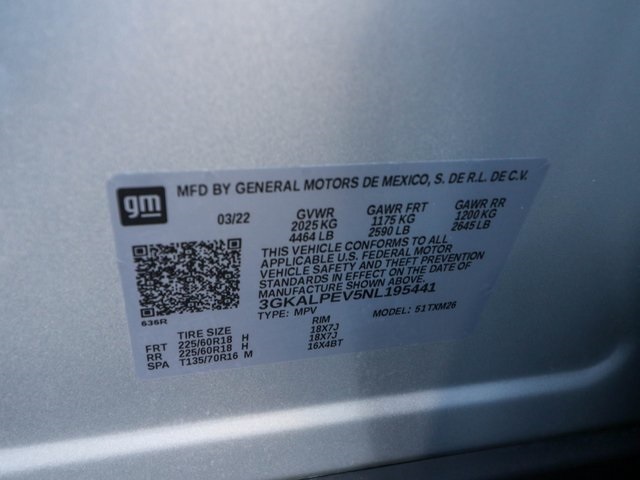 gm MFD BY GENERAL MOTORS DE MEXICO, S. DE R.L. DE C.V.
03/22 GVWR GAWR FRT GAWR RR
2025 KG 1175 KG 1200 KG
4464 LB 2590 LB 2645 LB
THIS VEHICLE CONFORMS TO ALL
APPLICABLE U.S. FEDERAL MOTOR
VEHICLE SAFETY AND THEFT PREVENTION
STANDARDS IN EFFECT ON THE DATE OF
MANUFACTURE SHOWN ABOVE.
3GKALPEV5NL195441
636R TYPE: MPV MODEL: 51TXM26
TIRE SIZE RIM
FRT 225/60R18 H 18X7J
RR 225/60R18 H 18X7J
SPA T135/70R16 M 16X4BT